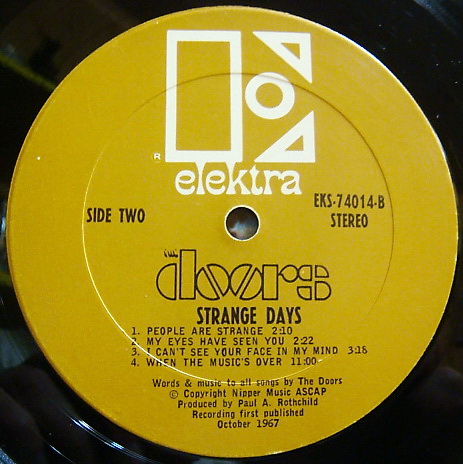 elektra
®
SIDE TWO
EKS-74014-B
STEREO
THE
doors
STRANGE DAYS
1. PEOPLE ARE STRANGE 2:10
2. MY EYES HAVE SEEN YOU 2:22
3. I CAN'T SEE YOUR FACE IN MY MIND 3:18
4. WHEN THE MUSIC'S OVER 11:00
Words & music to all songs by The Doors
© Copyright Nipper Music ASCAP
Produced by Paul A. Rothchild
Recording first published
October 1967